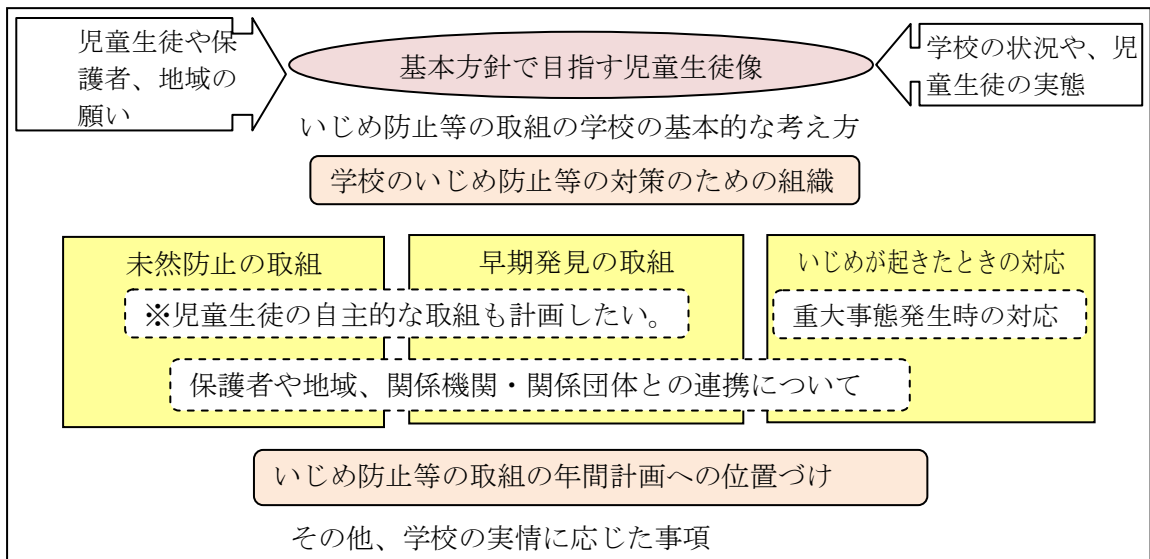 児童生徒や保
護者、地域の
願い
基本方針で目指す児童生徒像
学校の状況や、児
童生徒の実態
いじめ防止等の取組の学校の基本的な考え方
学校のいじめ防止等の対策のための組織
未然防止の取組
早期発見の取組
いじめが起きたときの対応
※児童生徒の自主的な取組も計画したい。
重大事態発生時の対応
保護者や地域、関係機関・関係団体との連携について
いじめ防止等の取組の年間計画への位置づけ
その他、学校の実情に応じた事項